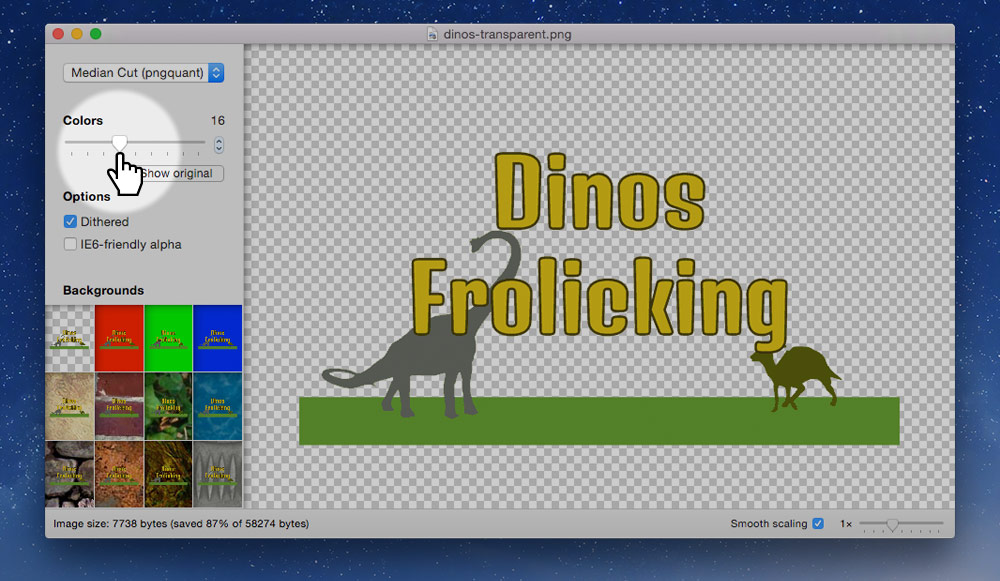 dinos-transparent.png
Median Cut (pngquant)
Colors 16
Show original
Options
Dithered
IE6-friendly alpha
Backgrounds
Dinos
Frolicking
Image size: 7738 bytes (saved 87% of 58274 bytes)
Smooth scaling 1×